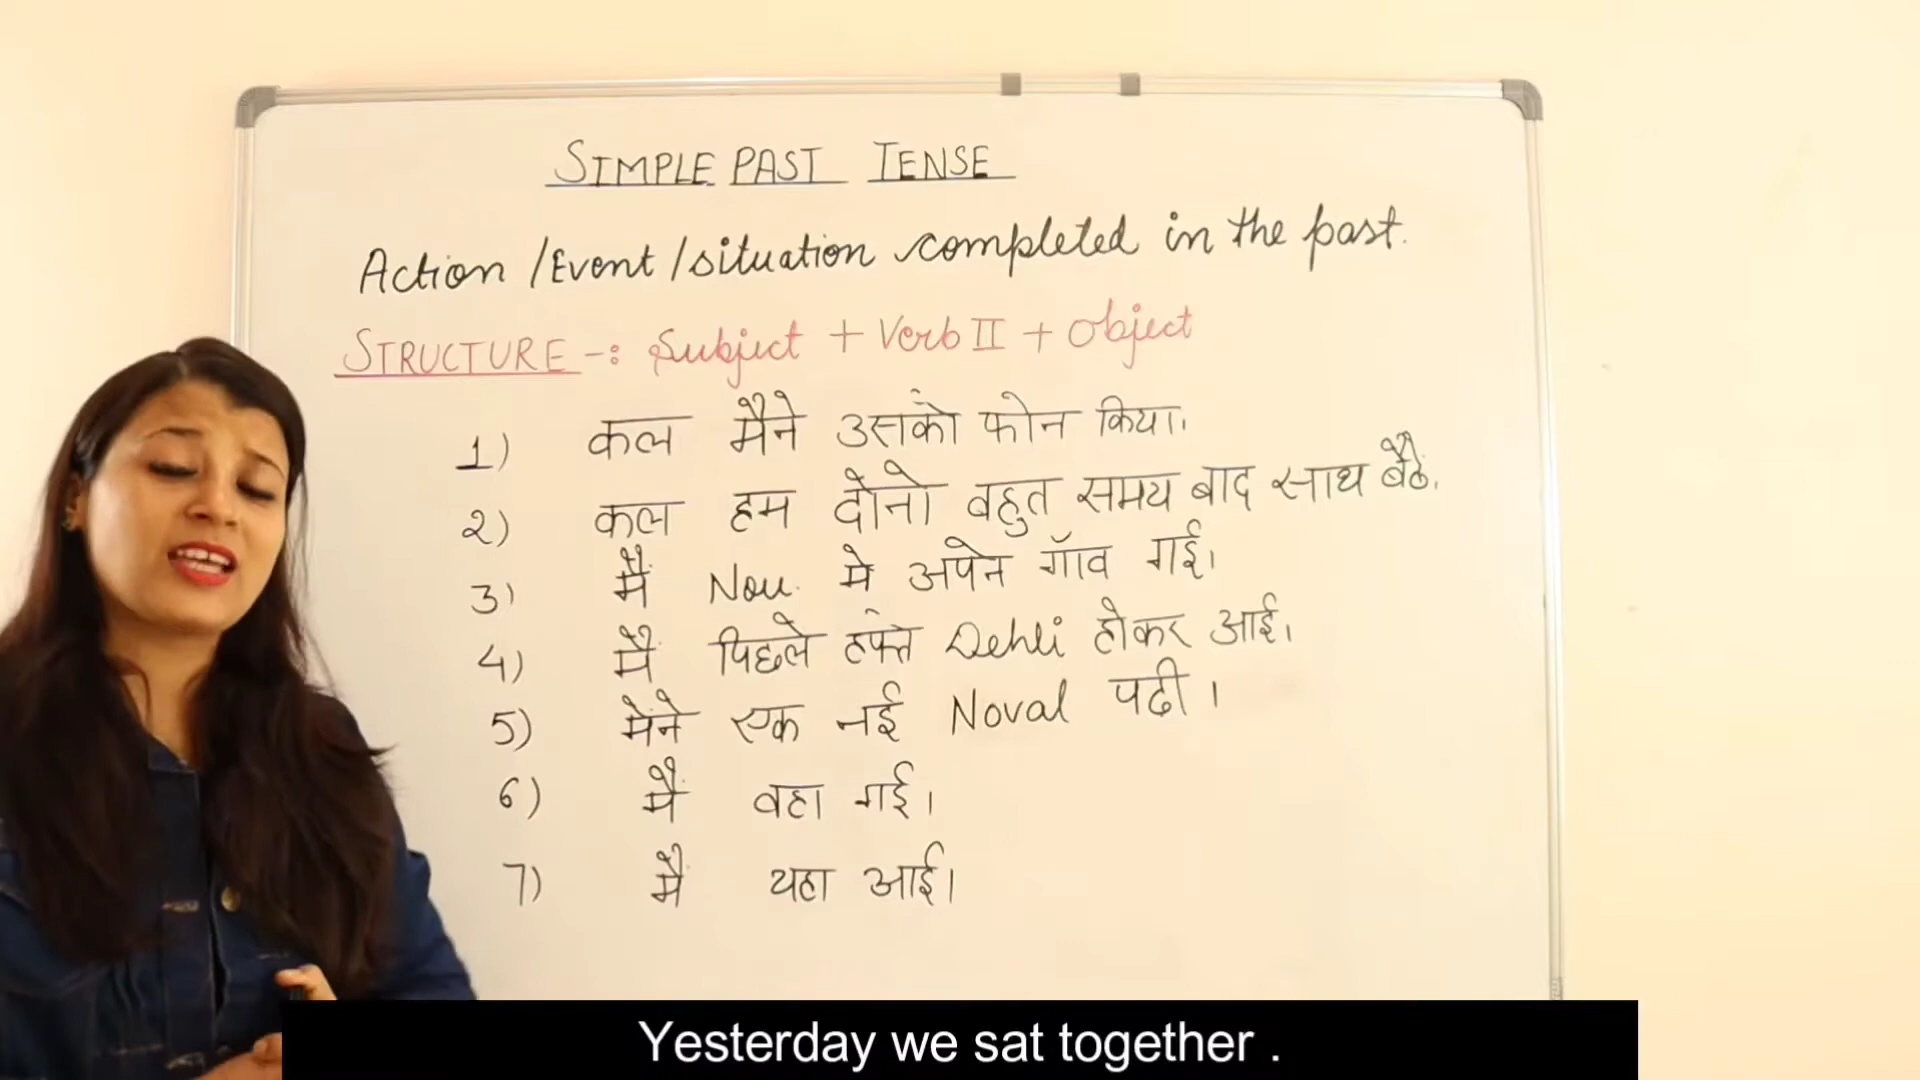 SIMPLE PAST TENSE
Action /Event /situation completed in the past.
STRUCTURE -: Subject + Verb II + Object
1) कल मैने उसको फोन किया।
2) कल हम दोनो बहुत समय बाद साथ बैठे.
3) मैं Nov. मे अपने गॉव गई।
4) मैं पिछले हफ्ते Dehli होकर आई।
5) मेने एक नई Noval पढी।
6) मैं वहा गई।
7) मैं यहा आई।
Yesterday we sat together .